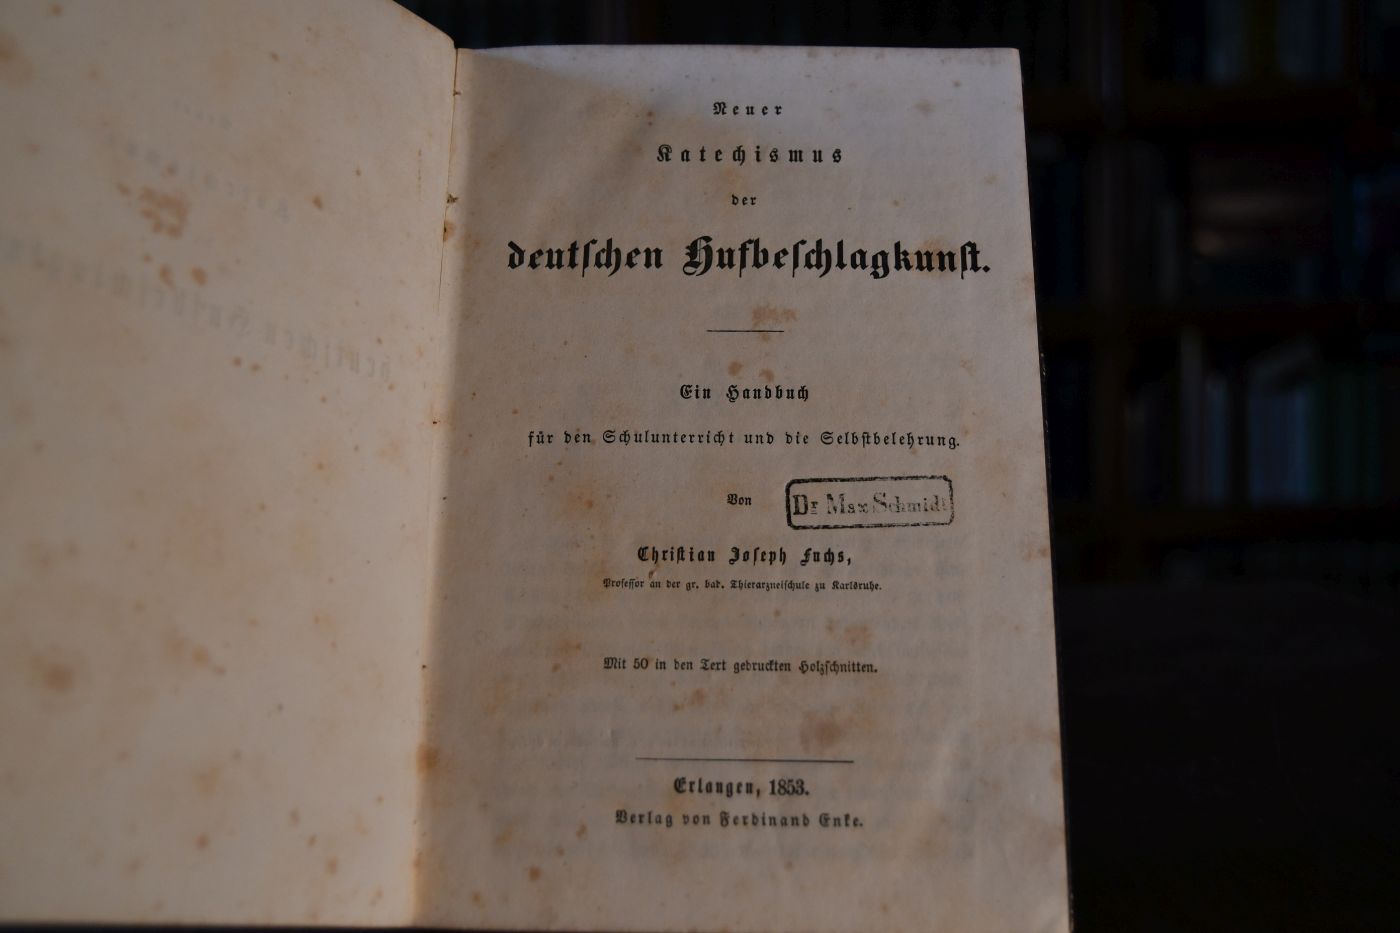 Neuer
Katechismus
der
deutschen Hufbeschlagkunst.
Ein Handbuch
für den Schulunterricht und die Selbstbelehrung.
Von
Dr Max Schmidt
Christian Joseph Fuchs,
Professor an der gr. bad. Thierarzneischule zu Karlsruhe.
Mit 50 in den Text gedruckten Holzschnitten.
Erlangen, 1853.
Verlag von Ferdinand Enke.